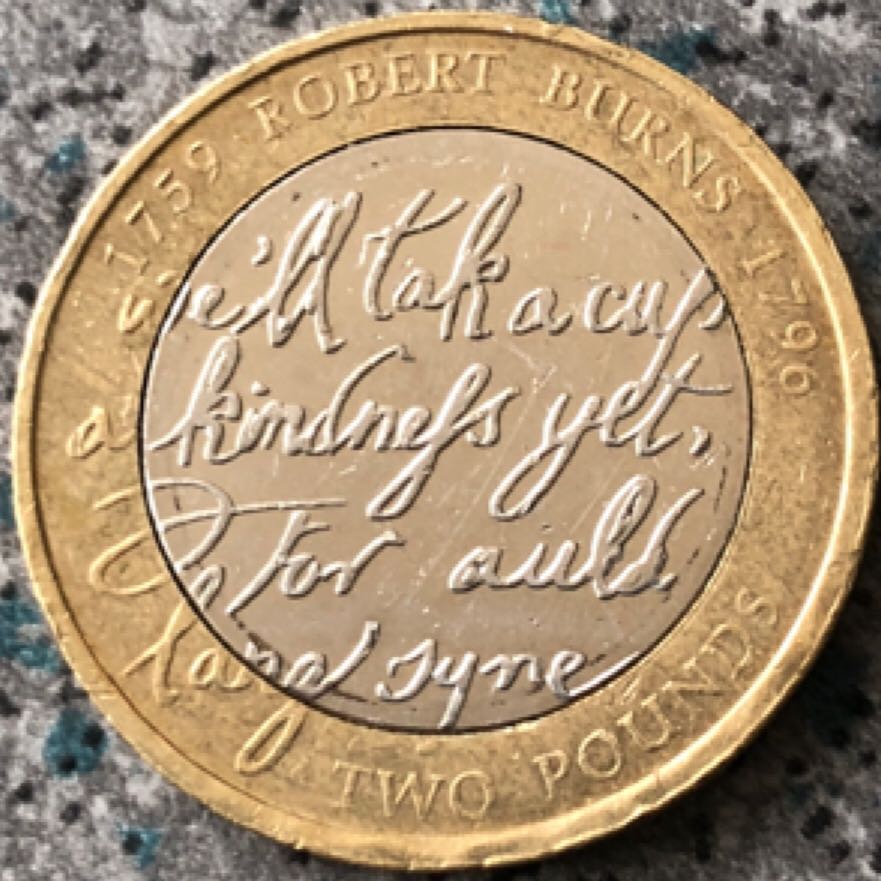 1759 ROBERT BURNS 1796
We'll tak a cup
a kindness yet,
For auld
lang syne
TWO POUNDS